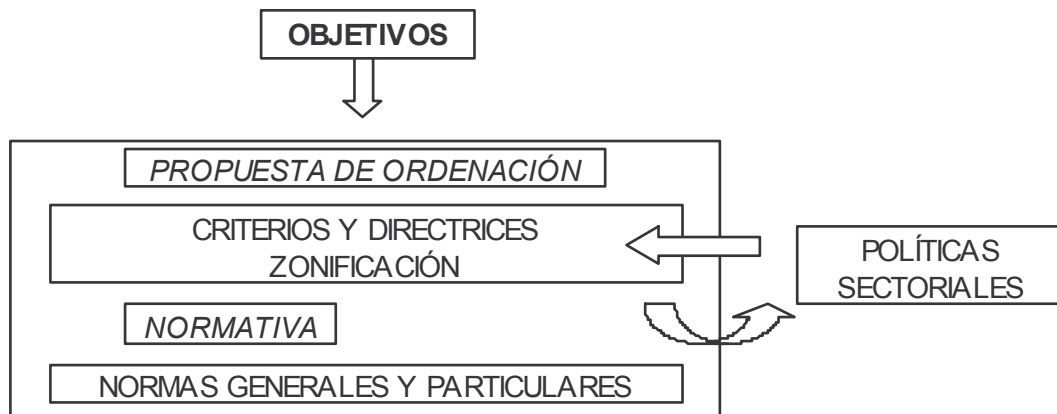 OBJETIVOS
PROPUESTA DE ORDENACIÓN
CRITERIOS Y DIRECTRICES
ZONIFICACIÓN
POLÍTICAS
SECTORIALES
NORMATIVA
NORMAS GENERALES Y PARTICULARES